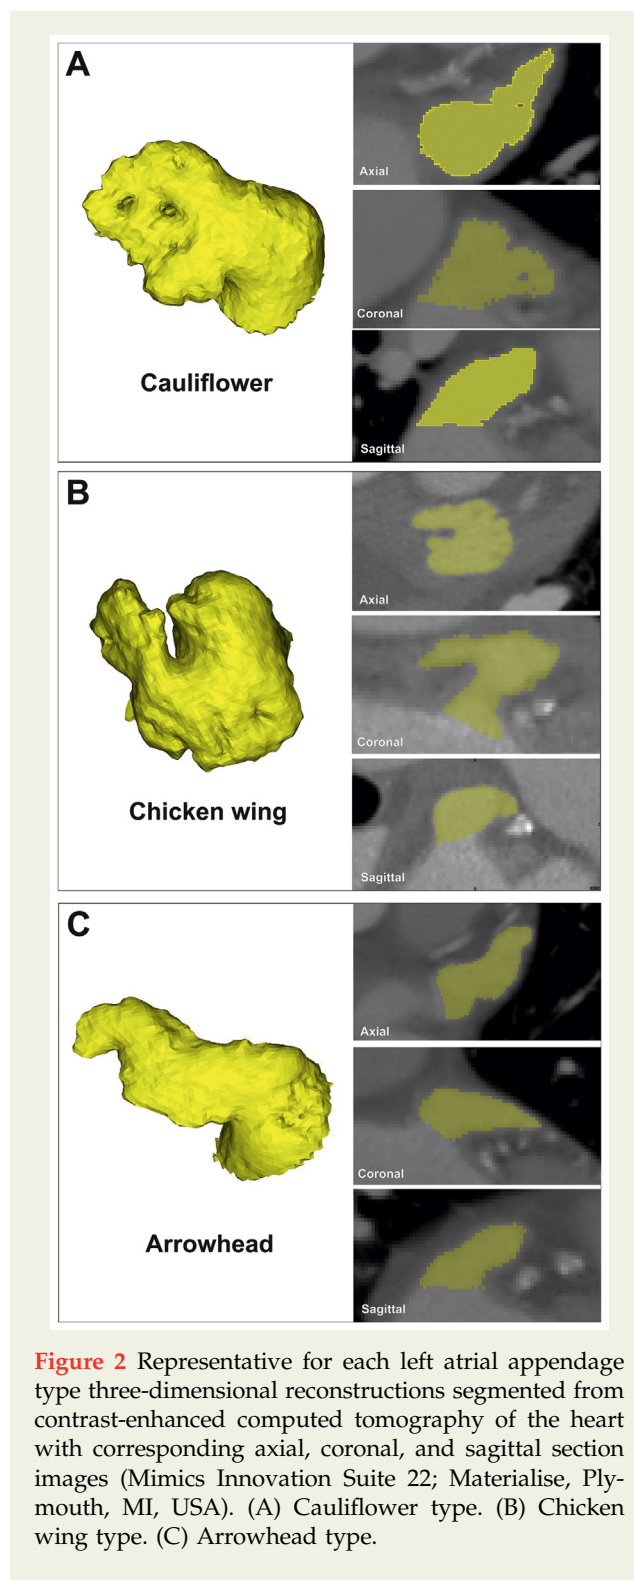 A
Axial
Coronal
Cauliflower
Sagittal
B
Axial
Coronal
Chicken wing
Sagittal
C
Axial
Coronal
Arrowhead
Sagittal
Figure 2 Representative for each left atrial appendage
type three-dimensional reconstructions segmented from
contrast-enhanced computed tomography of the heart
with corresponding axial, coronal, and sagittal section
images (Mimics Innovation Suite 22; Materialise, Ply-
mouth, MI, USA). (A) Cauliflower type. (B) Chicken
wing type. (C) Arrowhead type.